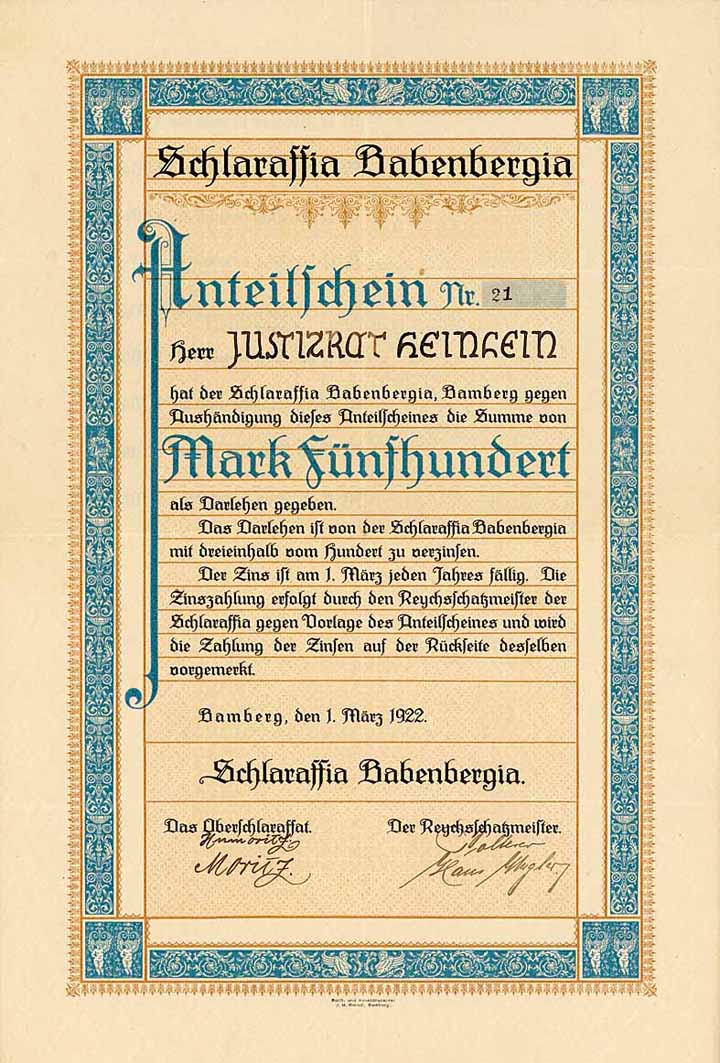 Schlaraffia Babenbergia
Anteilschein Nr. 21
Herr JUSTIZRAT HEINLEIN
hat der Schlaraffia Babenbergia, Bamberg gegen
Aushändigung dieses Anteilscheines die Summe von
Mark Fünfhundert
als Darlehen gegeben.
Das Darlehen ist von der Schlaraffia Babenbergia
mit dreieinhalb vom Hundert zu verzinsen.
Der Zins ist am 1. März jeden Jahres fällig. Die
Zinszahlung erfolgt durch den Reychsschatzmeister der
Schlaraffia gegen Vorlage des Anteilscheines und wird
die Zahlung der Zinsen auf der Rückseite desselben
vorgemerkt.
Bamberg, den 1. März 1922.
Schlaraffia Babenbergia.
Das Oberschlaraffat. Der Reychsschatzmeister.
Moritz. Hans